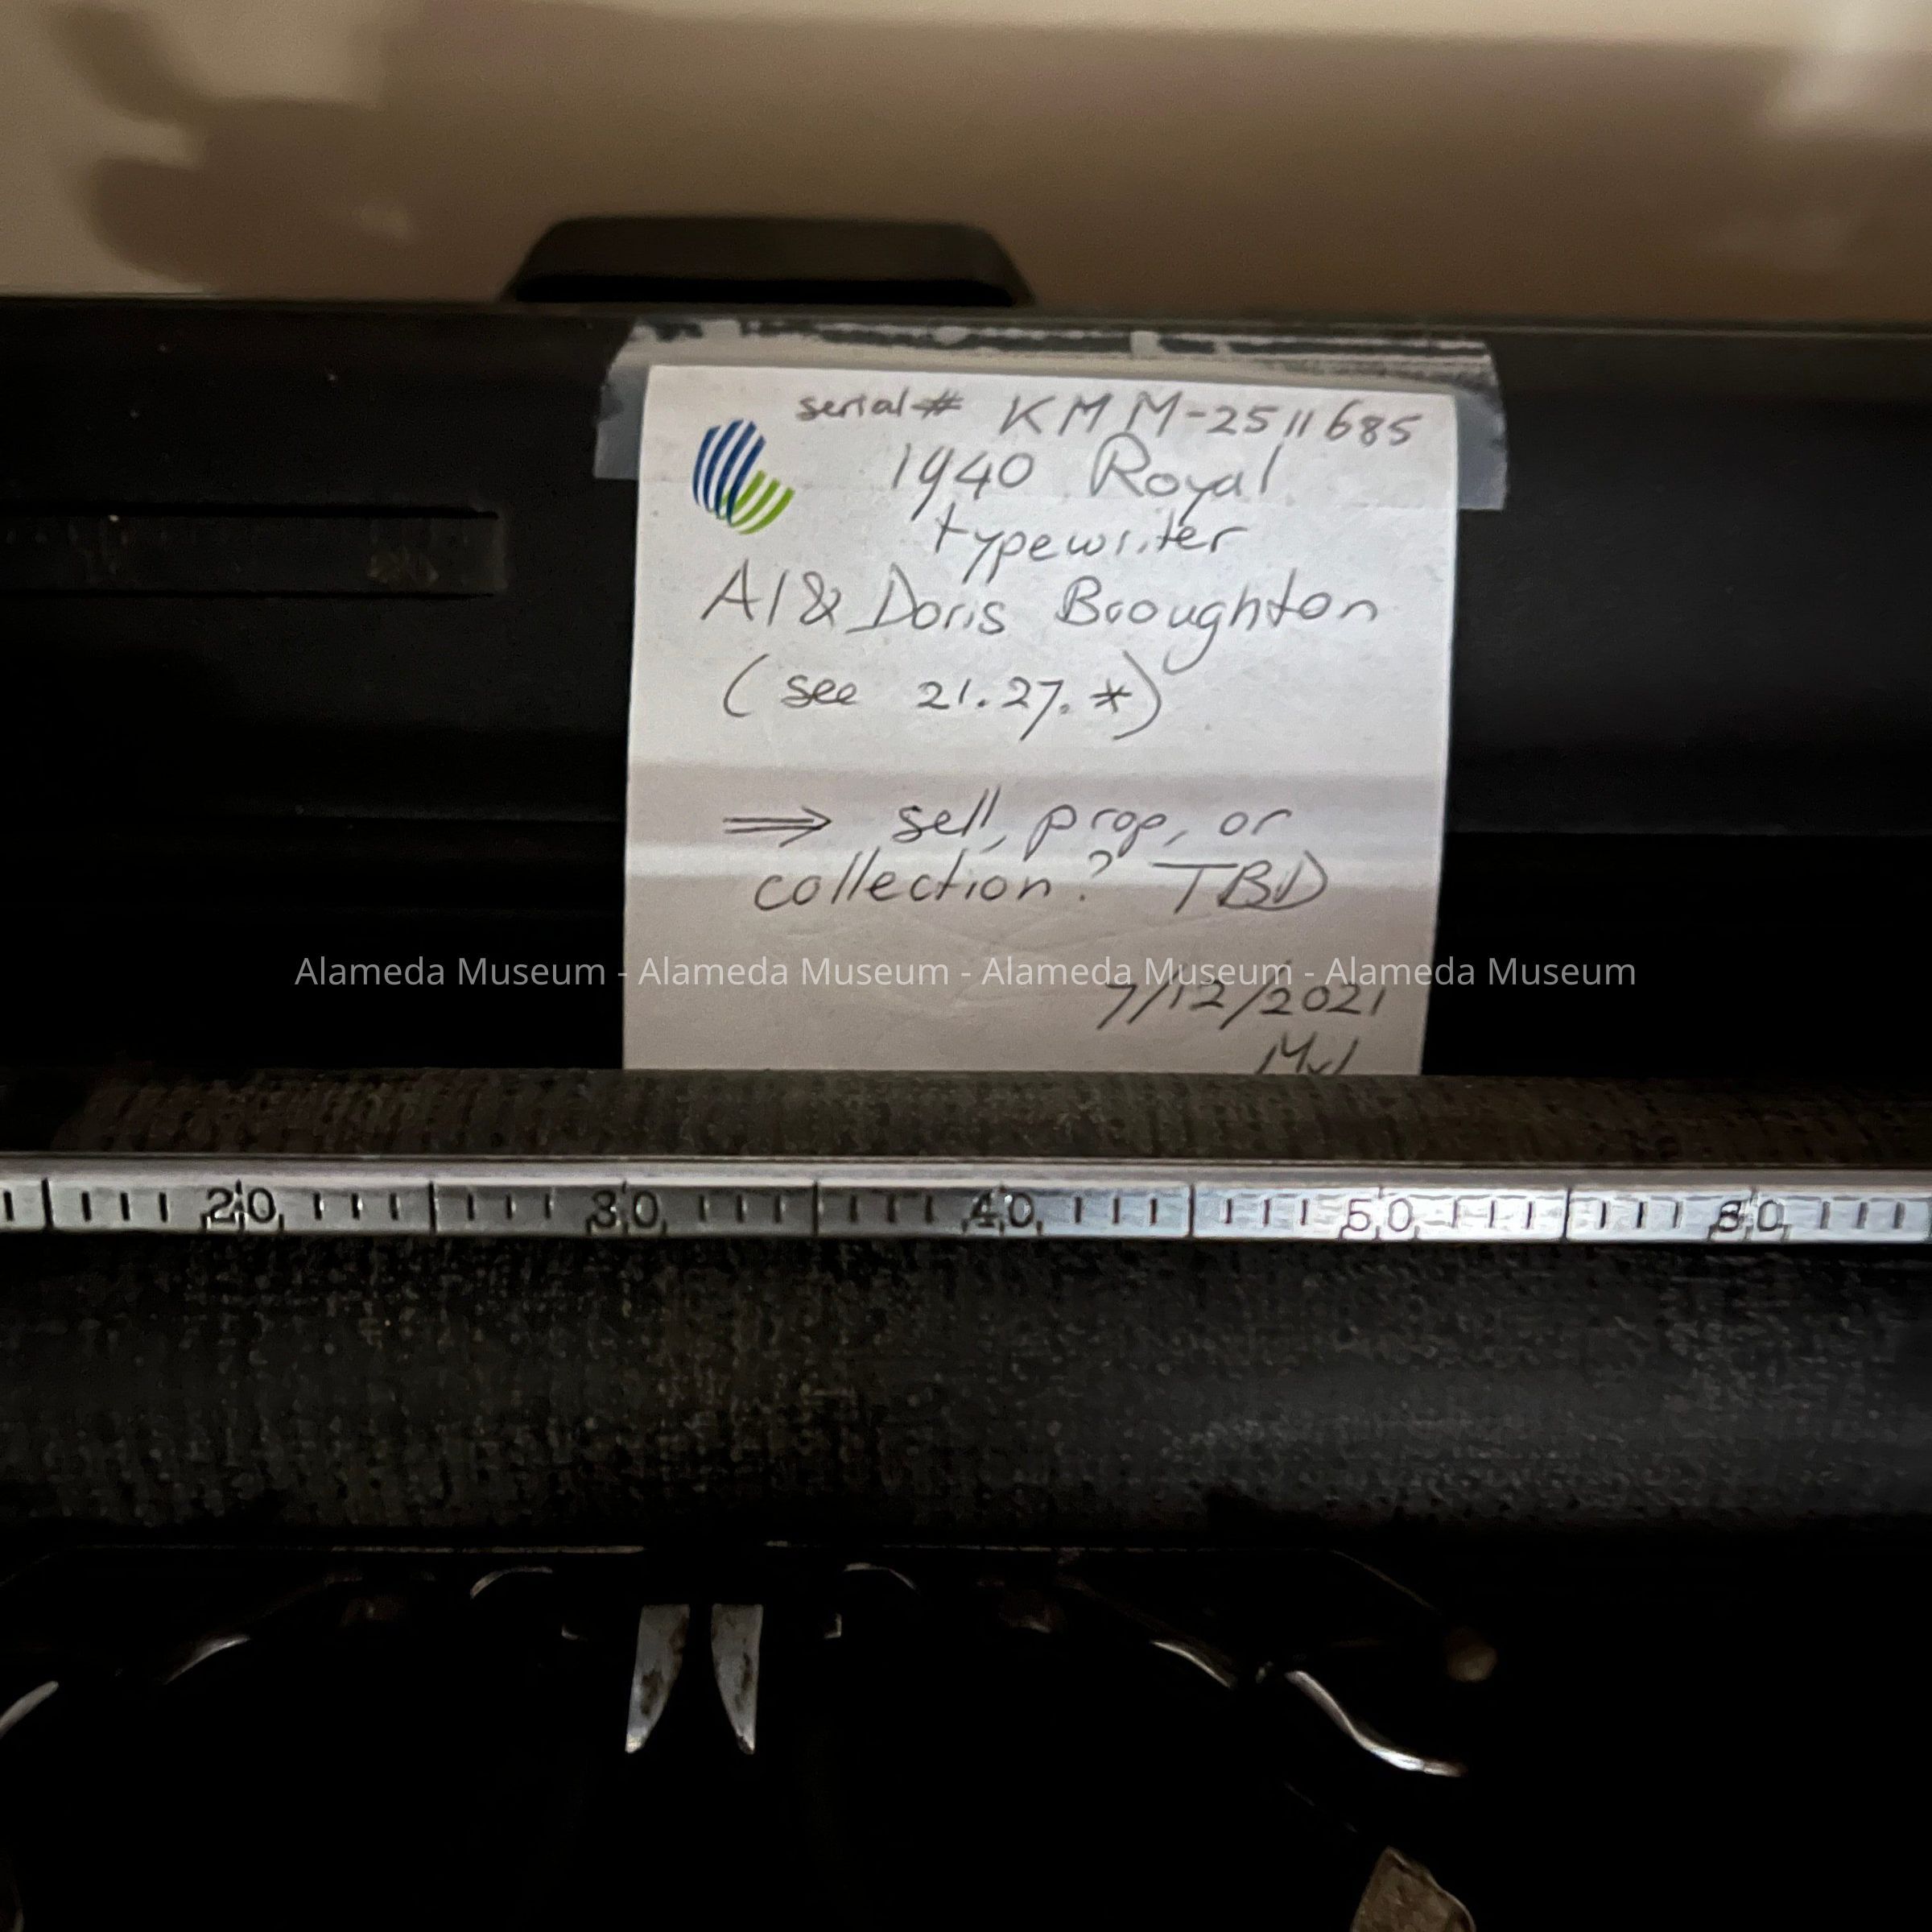 serial# KMM-2511685
1940 Royal
typewriter
Al & Doris Broughton
(see 21.27.*)
⇒ sell, prop, or
collection? TBD
Alameda Museum - Alameda Museum - Alameda Museum - Alameda Museum
7/12/2021
20 30 40 50 60